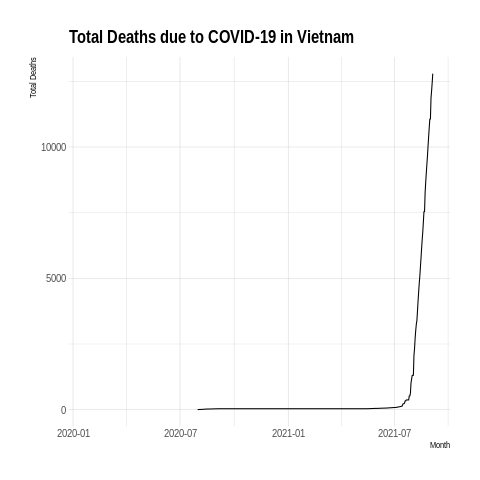 Total Deaths due to COVID-19 in Vietnam
Total Deaths
10000
5000
0
2020-01
2020-07
2021-01
2021-07
Month